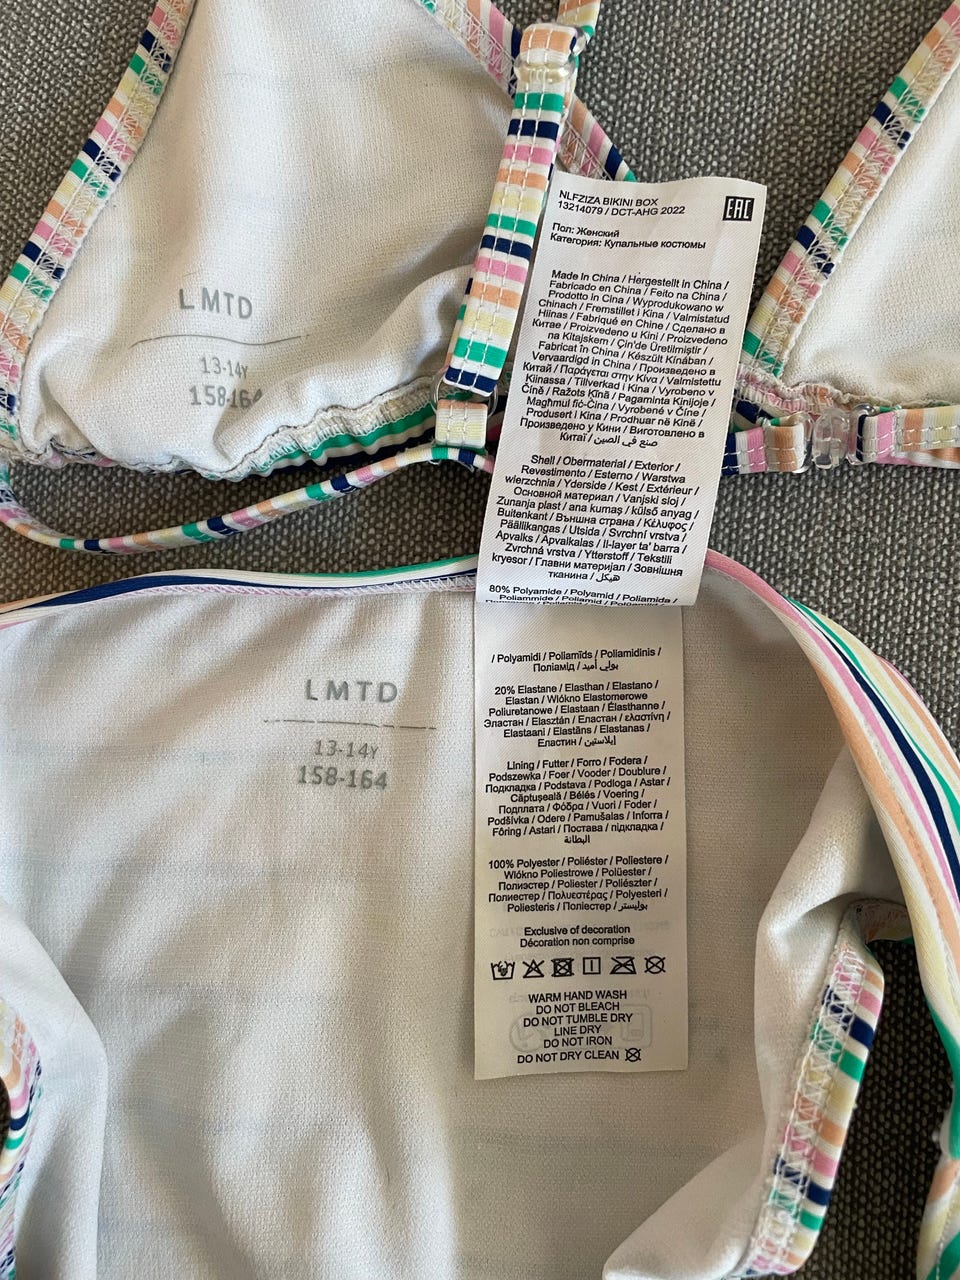 LMTD
13-14Y
158-164
NLFZIZA BIKINI BOX
13214079 / DCT-AHG 2022
EAC
Пол: Женский
Категория: Купальные костюмы
Made in China / Hergestellt in China /
Fabricado en China / Feito na China /
Prodotto in Cina / Wyprodukowano w
Chinach / Fremstillet i Kina / Valmistatud
Hiinas / Fabriqué en Chine / Сделано в
Китае / Proizvedeno u Kini / Proizvedeno
na Kitajskem / Çin'de Üretilmiştir /
Fabricat în China / Készült Kínában /
Vervaardigd in China / Произведено в
Китай / Παράγεται στην Κίνα / Valmistettu
Kiinassa / Tillverkad i Kina / Vyrobeno v
Číně / Ražots Ķīnā / Pagaminta Kinijoje /
Magħmul fiċ-Ċina / Vyrobené v Číne /
Produsert i Kina / Prodhuar në Kinë /
Произведено у Кини / Виготовлено в
Китаї / صنع في الصين
Shell / Obermaterial / Exterior /
Revestimento / Esterno / Warstwa
wierzchnia / Yderside / Kest / Extérieur /
Основной материал / Vanjski sloj /
Zunanja plast / ana kumaş / külső anyag /
Buitenkant / Външна страна / Κέλυφος /
Päällikangas / Utsida / Svrchní vrstva /
Apvalks / Apvalkalas / Il-layer ta' barra /
Zvrchná vrstva / Ytterstoff / Tekstili
kryesor / Главни материјал / Зовнішня
тканина / هيكل
80% Polyamide / Polyamid / Poliamida /
Poliammide / Poliamid / Polüamiid /
/ Polyamidi / Poliamīds / Poliamidinis /
Поліамід / بولي أميد
20% Elastane / Elasthan / Elastano /
Elastan / Włókno Elastomerowe
Poliuretanowe / Elastaan / Élasthanne /
Эластан / Elasztán / Еластан / ελαστίνη /
Elastaani / Elastāns / Elastanas /
Еластин / إيلاستين
Lining / Futter / Forro / Fodera /
Podszewka / Foer / Vooder / Doublure /
Подкладка / Podstava / Podloga / Astar /
Căptuşeală / Bélés / Voering /
Подплата / Φόδρα / Vuori / Foder /
Podšívka / Odere / Pamušalas / Inforra /
Fôring / Astari / Постава / підкладка /
البطانة
100% Polyester / Poliéster / Poliestere /
Włókno Poliestrowe / Polüester /
Полиэстер / Poliester / Poliészter /
Полиестер / Πολυεστέρας / Polyesteri /
Poliesteris / Поліестер / بوليستر
Exclusive of decoration
Décoration non comprise
WARM HAND WASH
DO NOT BLEACH
DO NOT TUMBLE DRY
LINE DRY
DO NOT IRON
DO NOT DRY CLEAN
LMTD
13-14Y
158-164